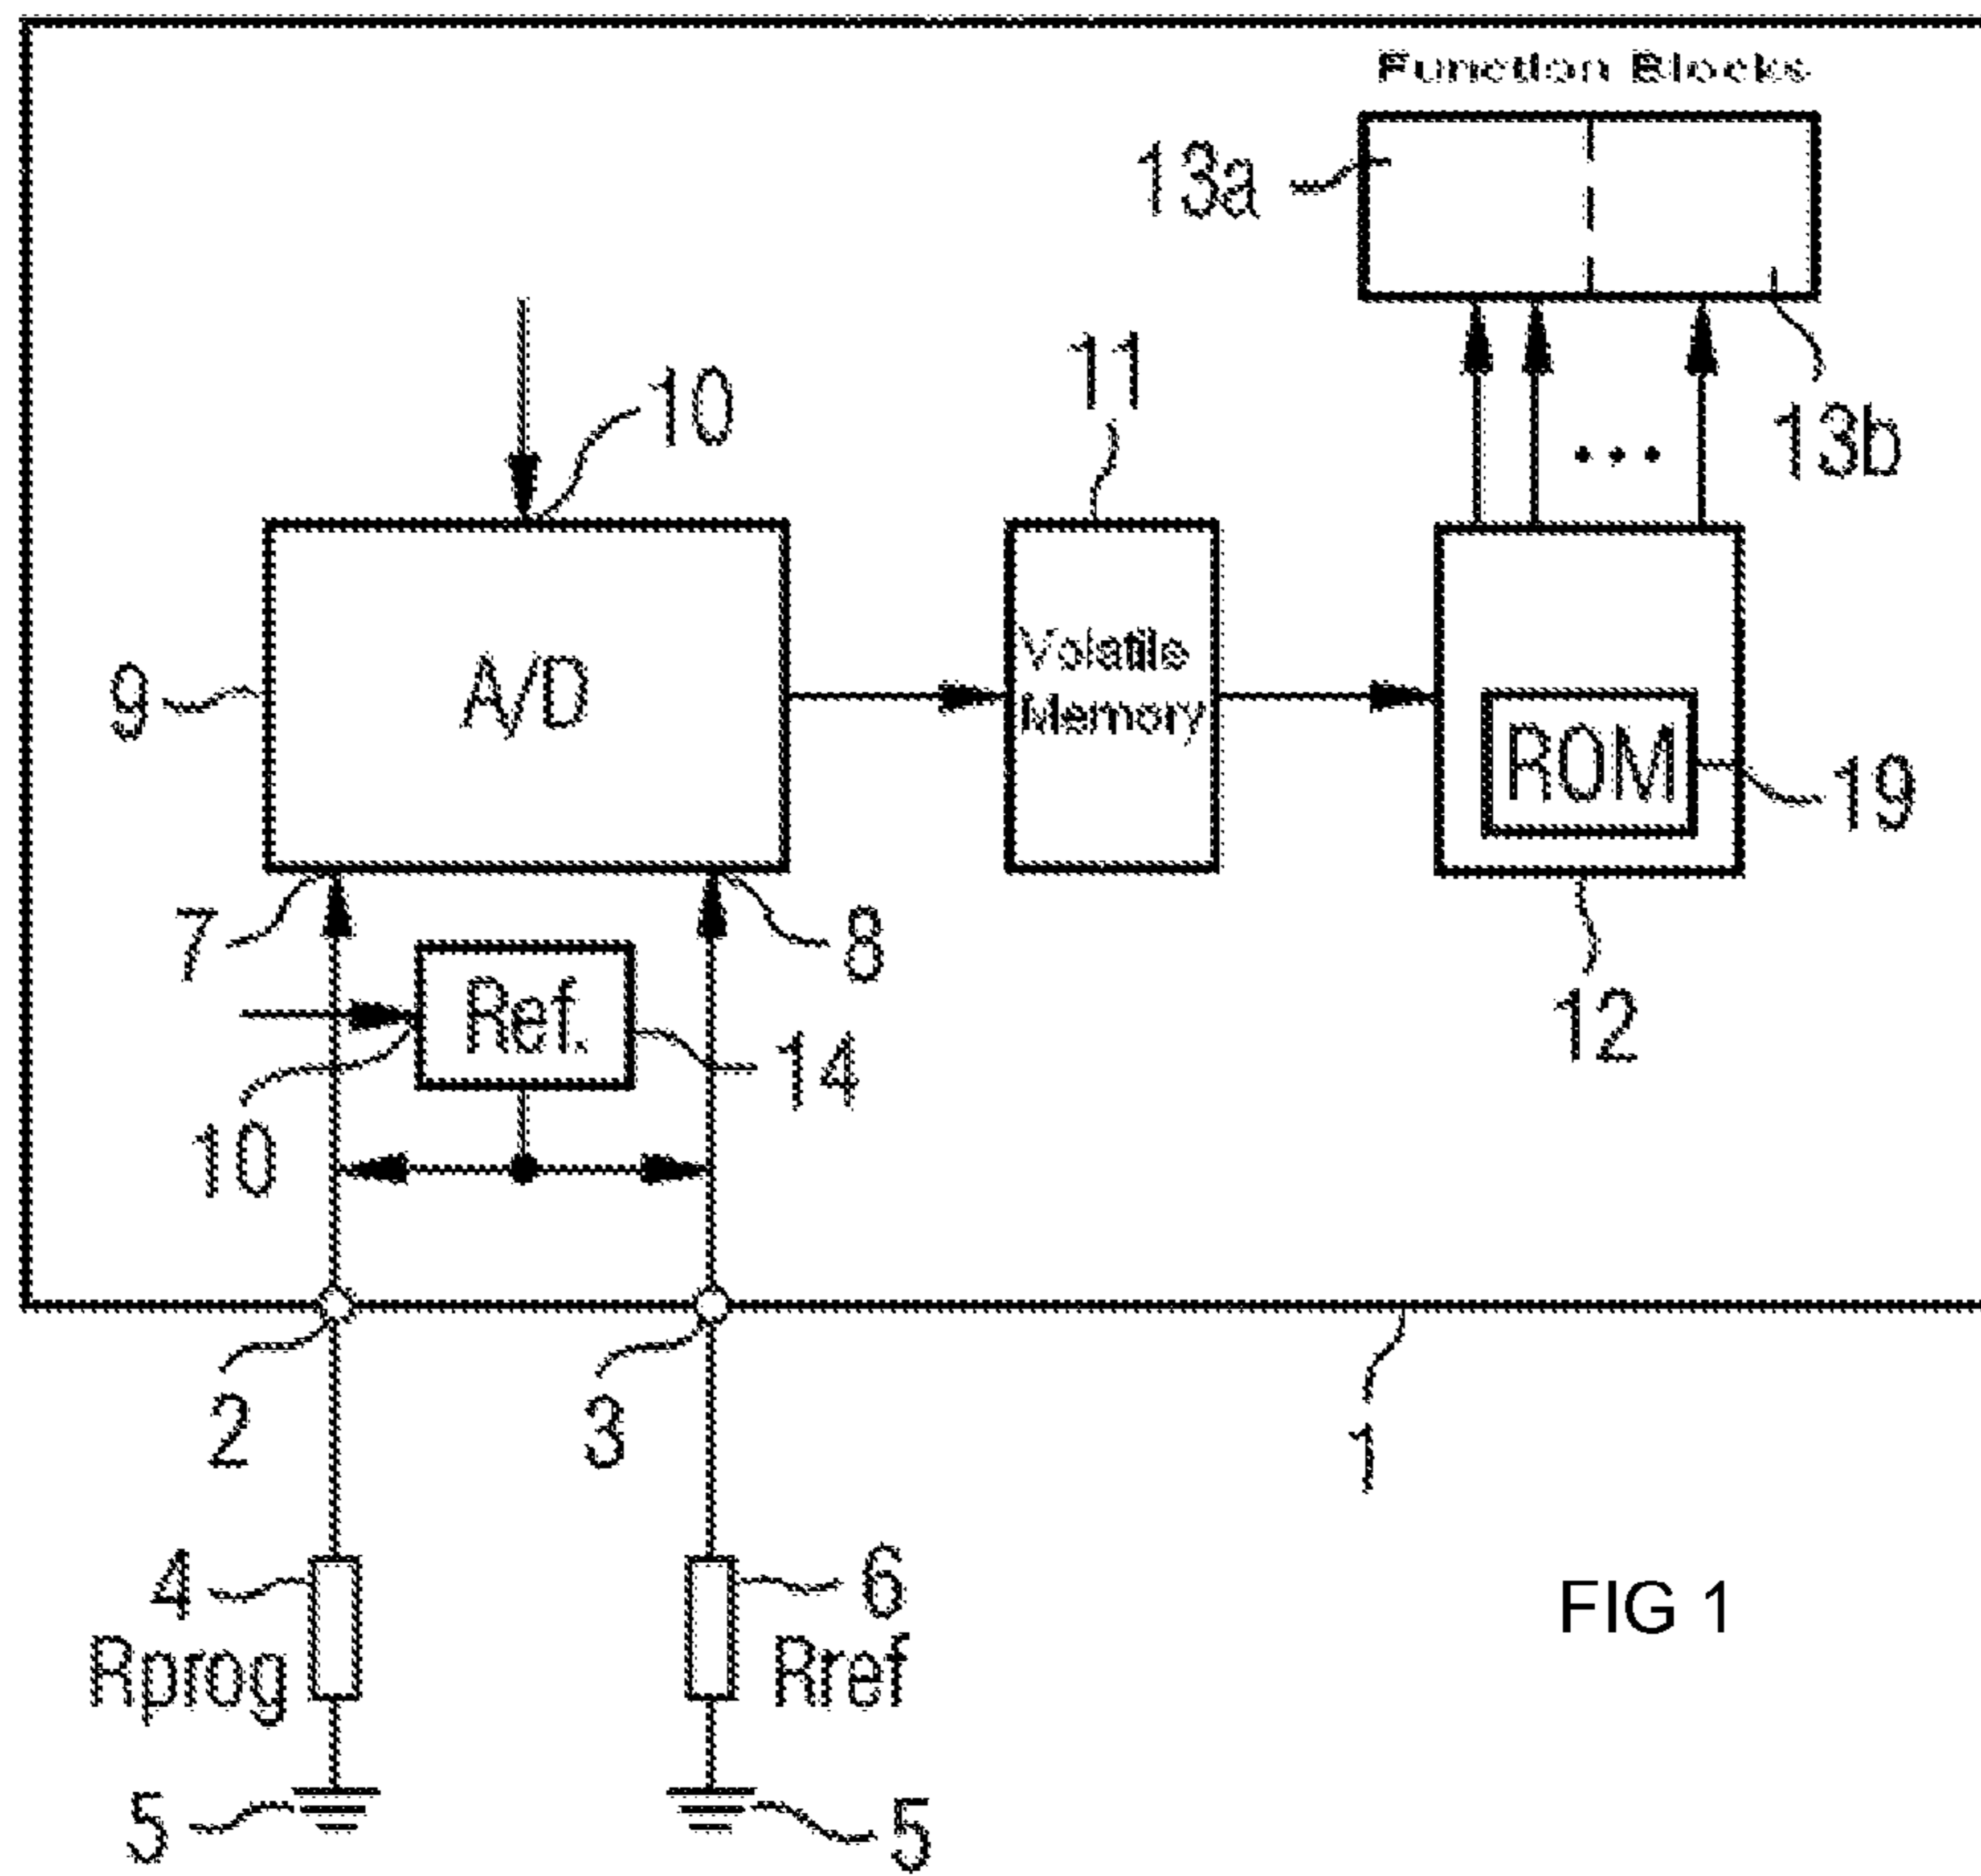 Function Blocks
13a
13b
10
11
9
A/D
Volatile
Memory
ROM
19
7
8
Ref.
14
10
12
2
3
1
4
Rprog
6
Rref
FIG 1
5
5